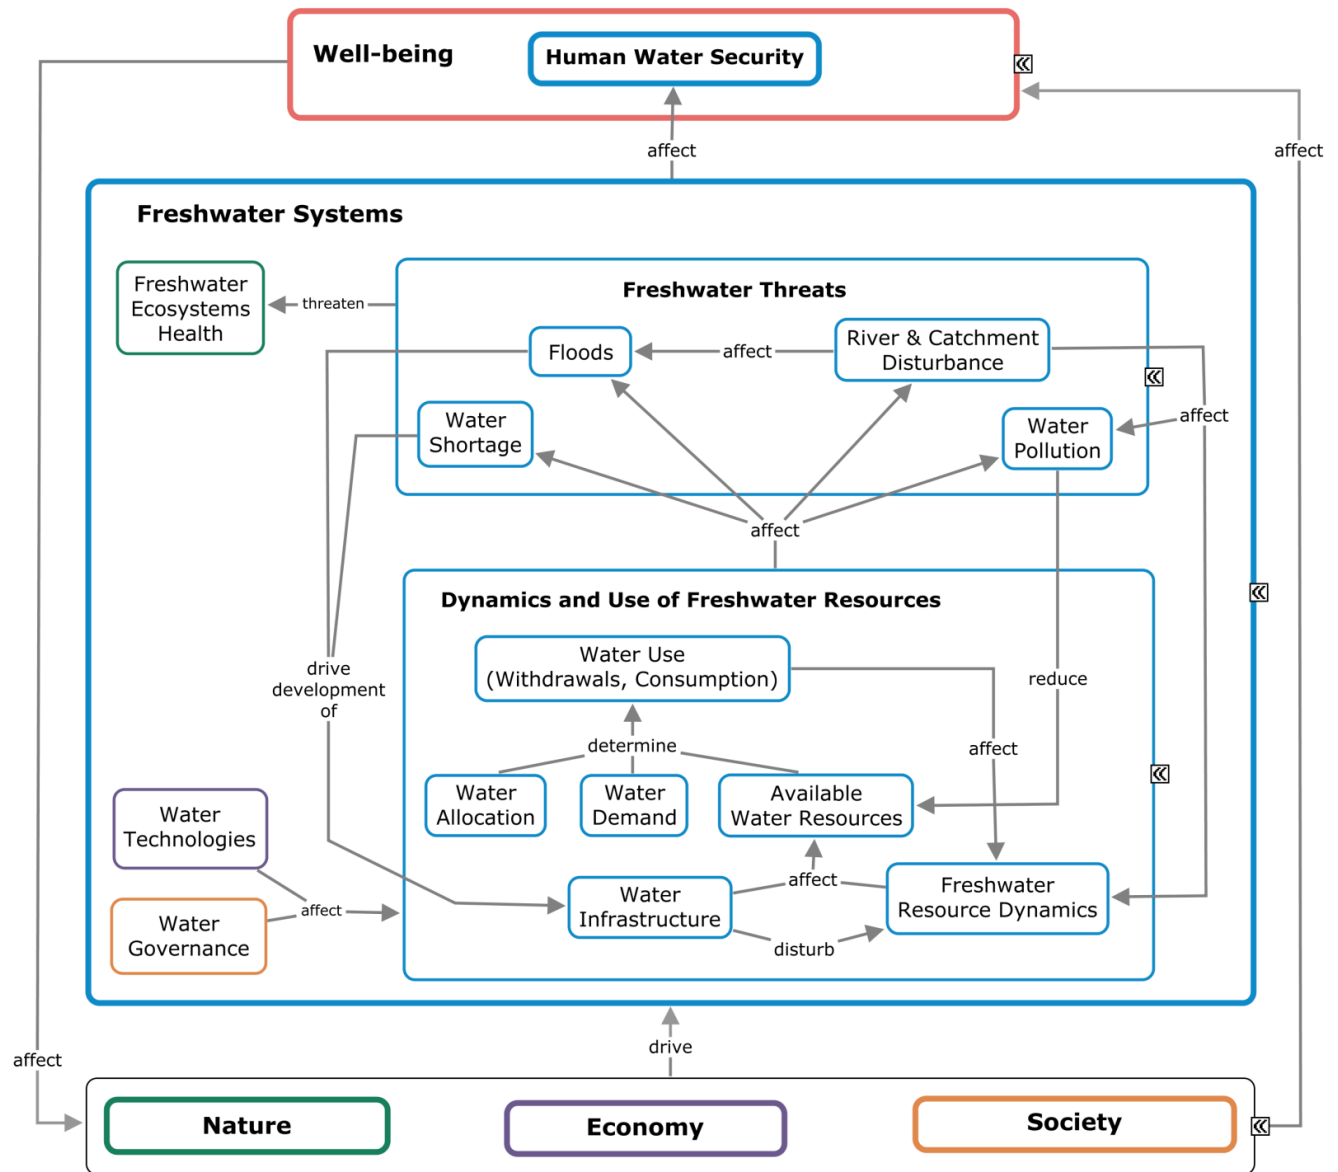 Well-being
Human Water Security
affect
affect
Freshwater Systems
Freshwater
Ecosystems
Health
threaten
Freshwater Threats
Floods
affect
River & Catchment
Disturbance
Water
Shortage
Water
Pollution
affect
affect
Dynamics and Use of Freshwater Resources
Water Use
(Withdrawals, Consumption)
drive
development
of
reduce
determine
affect
Water
Allocation
Water
Demand
Available
Water Resources
Water
Technologies
affect
Water
Governance
Water
Infrastructure
affect
Freshwater
Resource Dynamics
disturb
affect
drive
Nature
Economy
Society